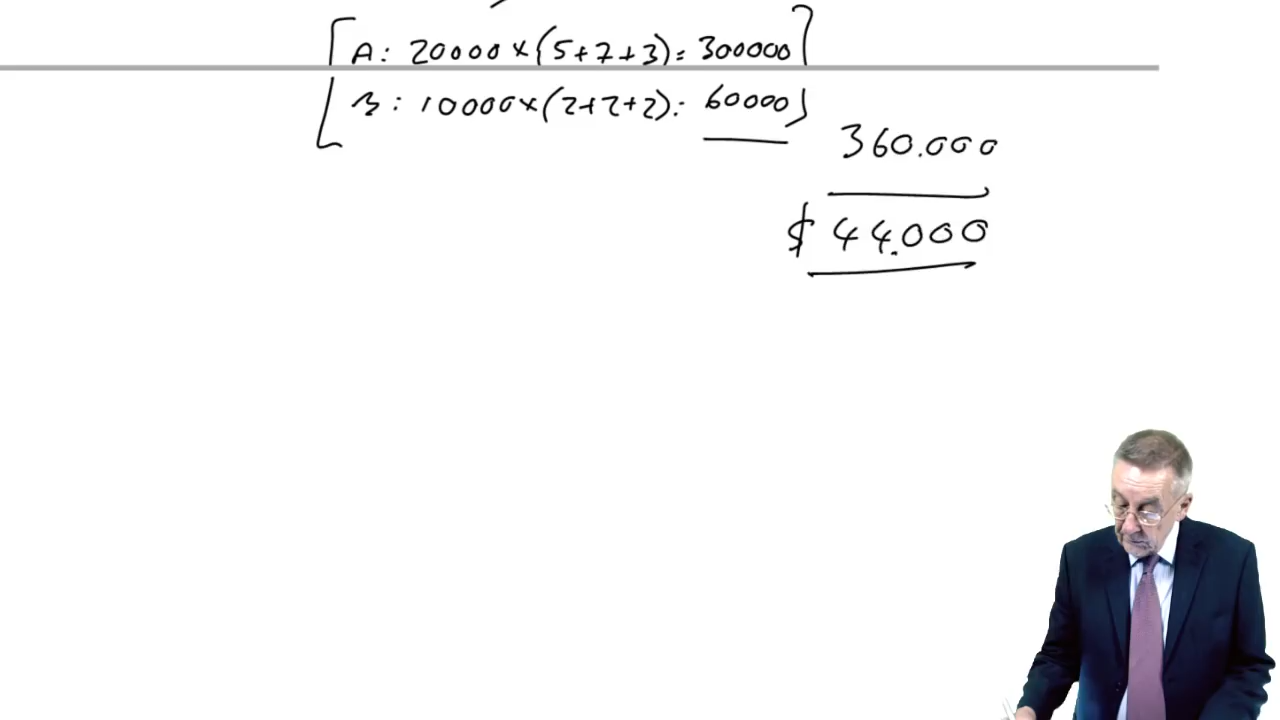 A: 20000 × (5+7+3) = 300000
B: 10000 × (2+2+2) = 60000
360.000
$ 44.000